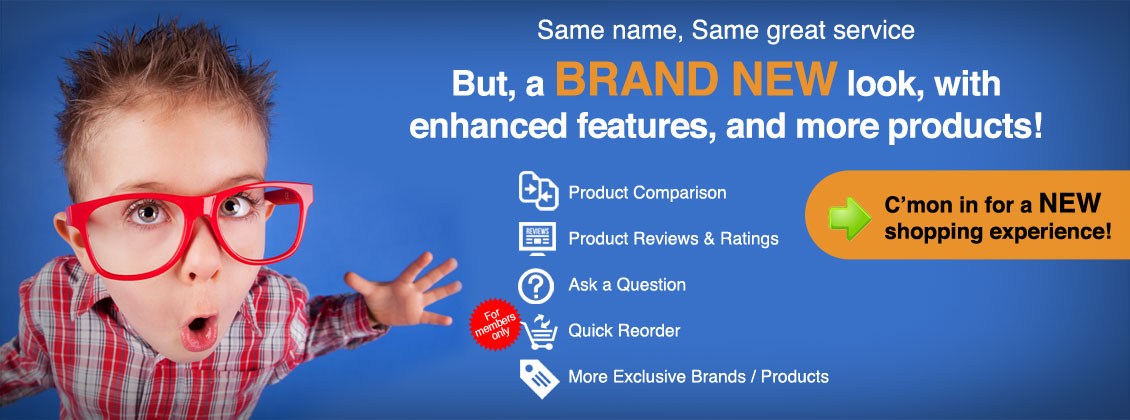 Same name, Same great service
But, a BRAND NEW look, with
enhanced features, and more products!
Product Comparison
REVIEWS
Product Reviews & Ratings
?
Ask a Question
For
members
only
Quick Reorder
More Exclusive Brands / Products
C'mon in for a NEW
shopping experience!